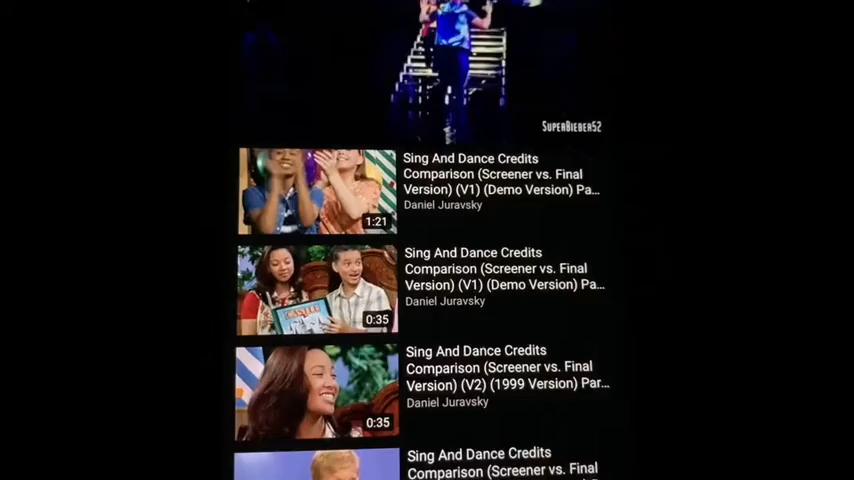 SUPERBIEBER52
Sing And Dance Credits
Comparison (Screener vs. Final
Version) (V1) (Demo Version) Pa...
Daniel Juravsky
1:21
Sing And Dance Credits
Comparison (Screener vs. Final
Version) (V1) (Demo Version) Pa...
Daniel Juravsky
CASTLE
0:35
Sing And Dance Credits
Comparison (Screener vs. Final
Version) (V2) (1999 Version) Par...
Daniel Juravsky
0:35
Sing And Dance Credits
Comparison (Screener vs. Final